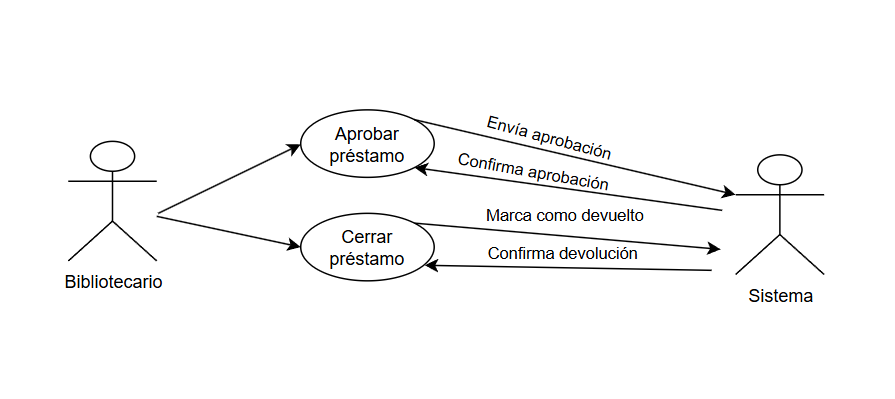 Aprobar
préstamo
Envía aprobación
Confirma aprobación
Marca como devuelto
Cerrar
préstamo
Confirma devolución
Bibliotecario
Sistema